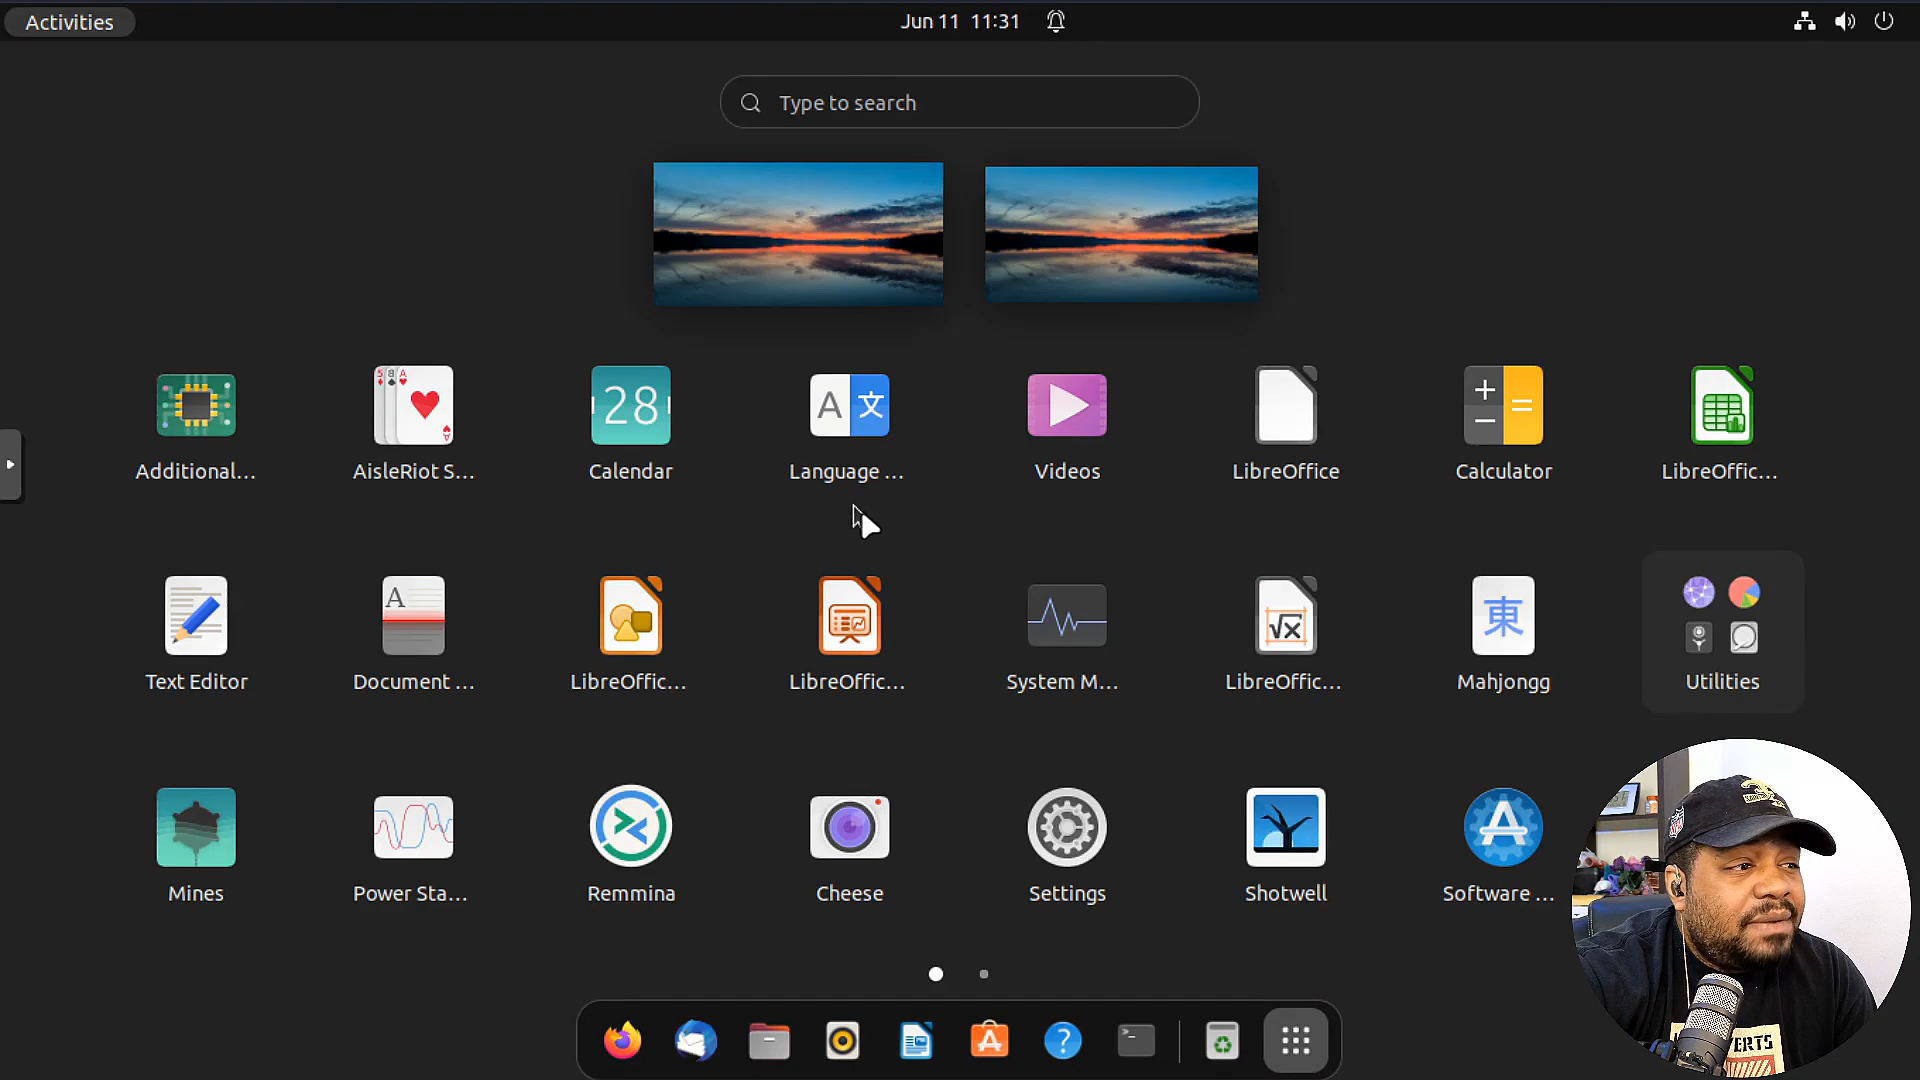 Activities
Jun 11 11:31
Type to search
Additional...
AisleRiot S...
28
Calendar
A 文
Language ...
Videos
LibreOffice
Calculator
LibreOffic...
Text Editor
A
Document ...
LibreOffic...
LibreOffic...
System M...
√x
LibreOffic...
東
Mahjongg
Utilities
Mines
Power Sta...
Remmina
Cheese
Settings
Shotwell
Software ...